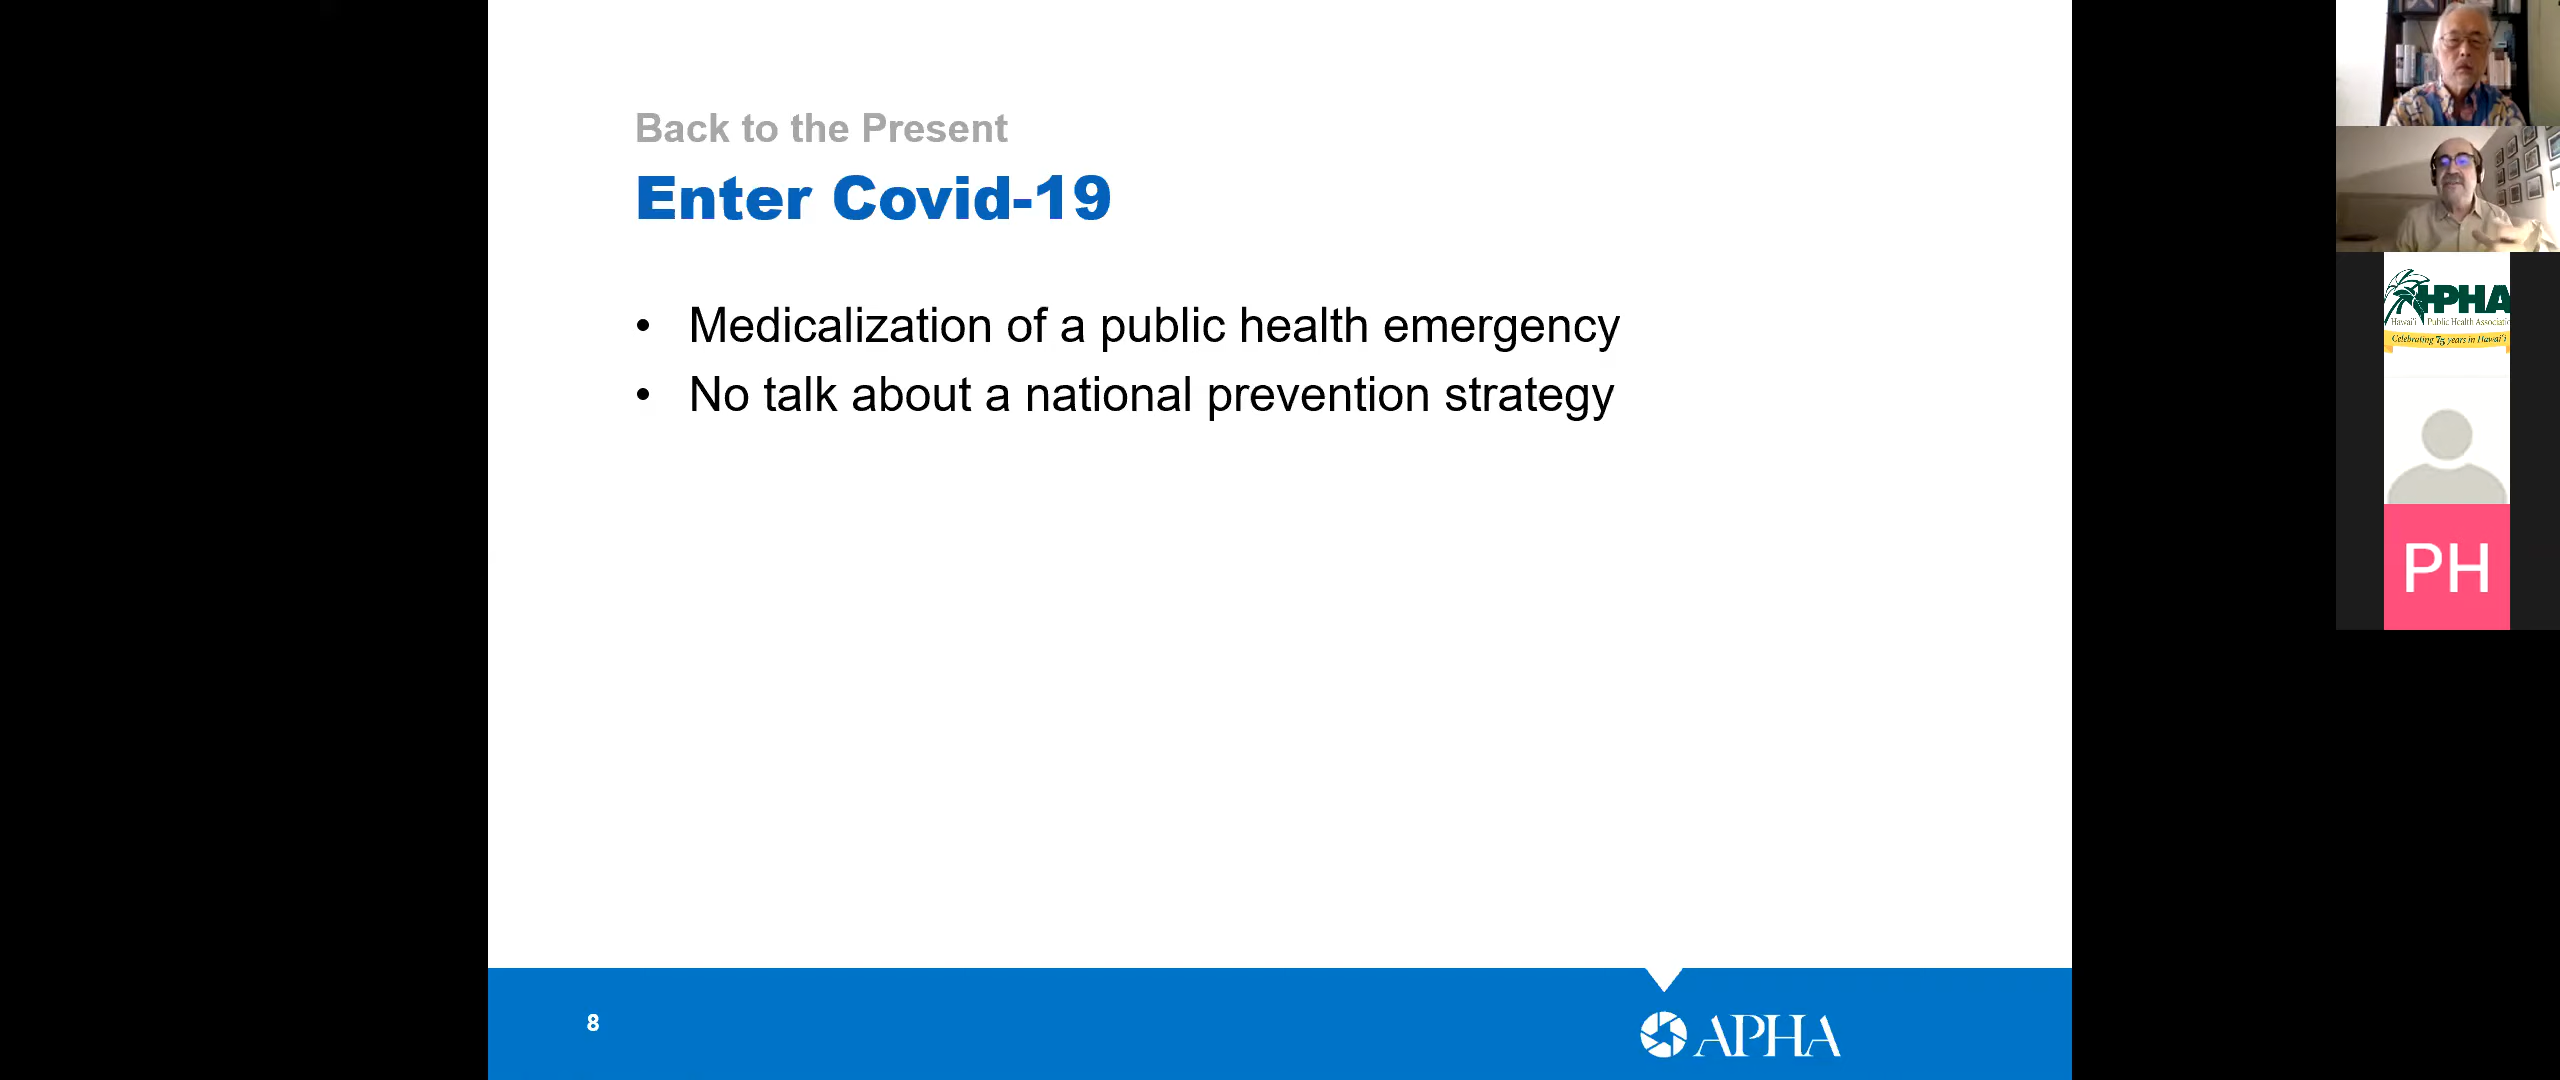 Back to the Present
Enter Covid-19
• Medicalization of a public health emergency
• No talk about a national prevention strategy
8
APHA
HPHA
Hawai'i Public Health Associatio
Celebrating 75 years in Hawai'i
PH